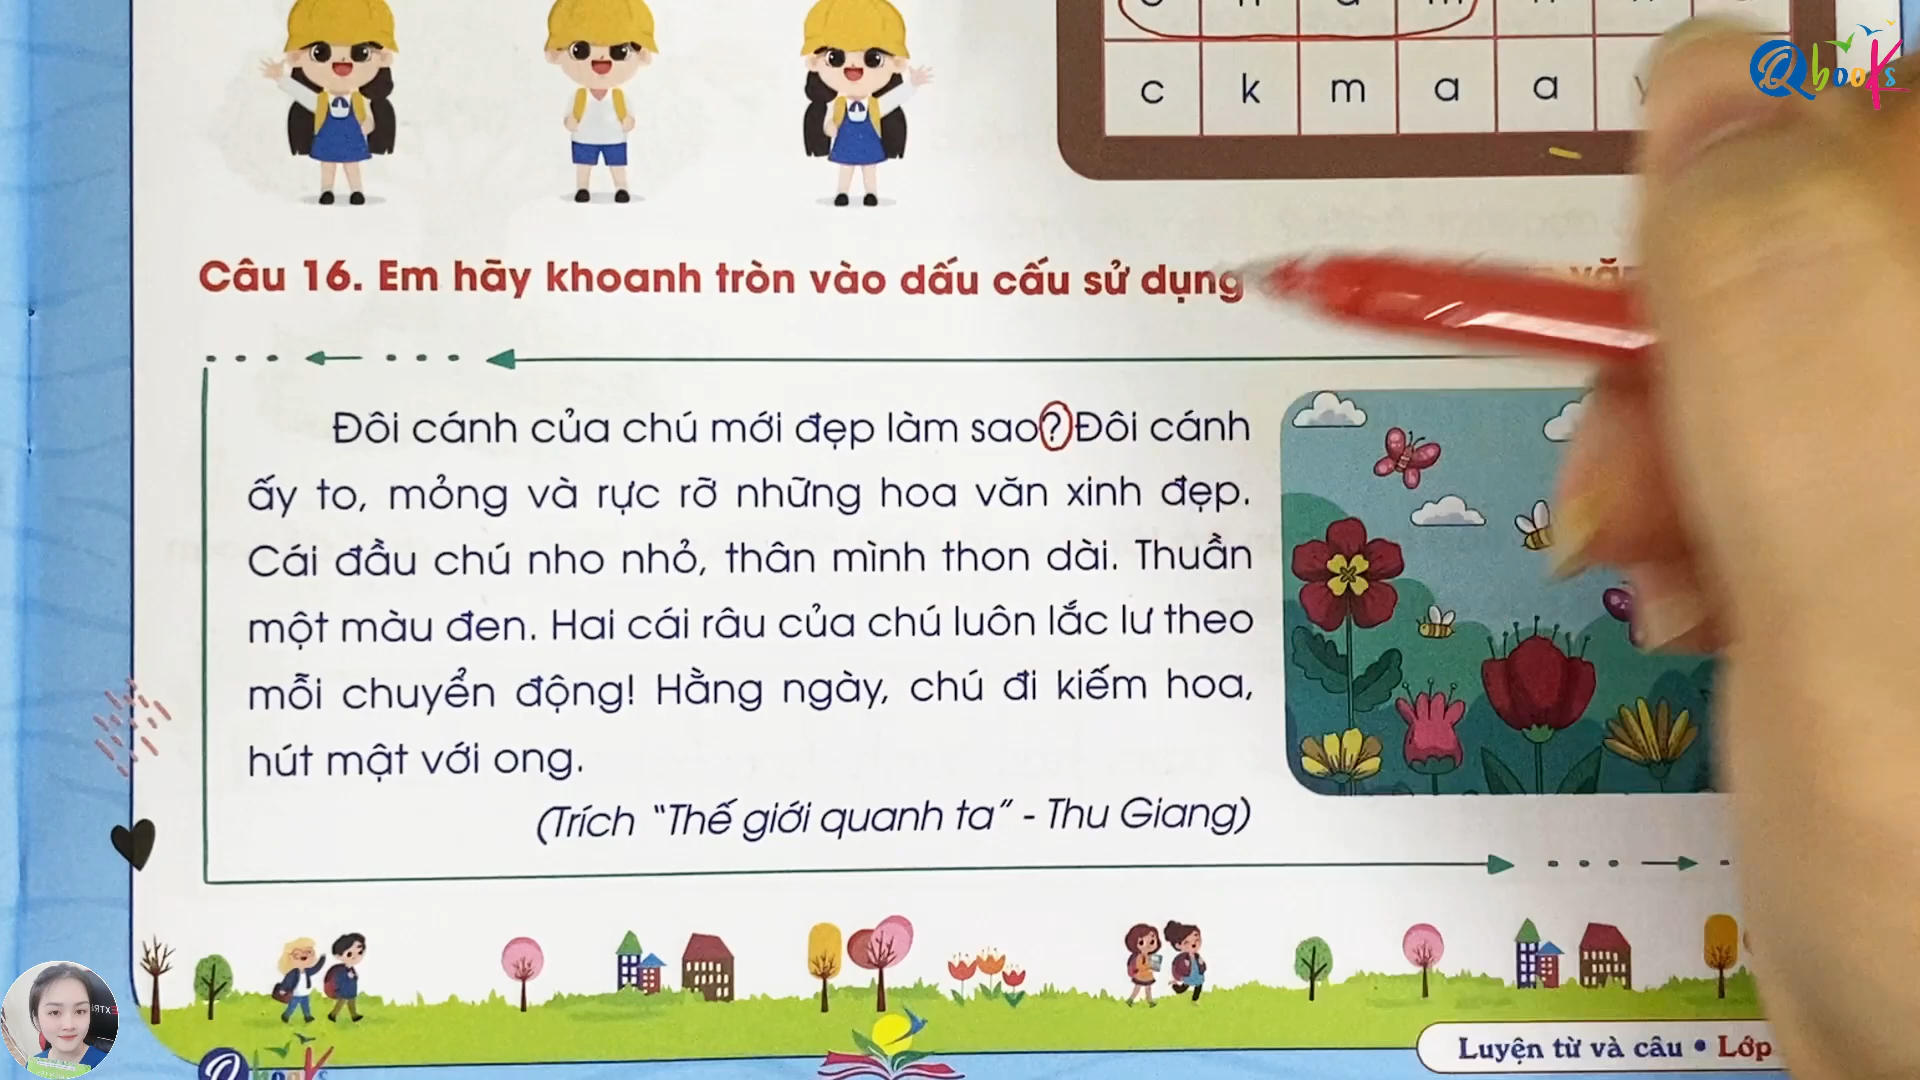 c k m a a
Qbooks
Câu 16. Em hãy khoanh tròn vào dấu cấu sử dụng văn
Đôi cánh của chú mới đẹp làm sao? Đôi cánh
ấy to, mỏng và rực rỡ những hoa văn xinh đẹp.
Cái đầu chú nho nhỏ, thân mình thon dài. Thuần
một màu đen. Hai cái râu của chú luôn lắc lư theo
mỗi chuyển động! Hằng ngày, chú đi kiếm hoa,
hút mật với ong.
(Trích “Thế giới quanh ta” - Thu Giang)
Luyện từ và câu • Lớp
Qbooks